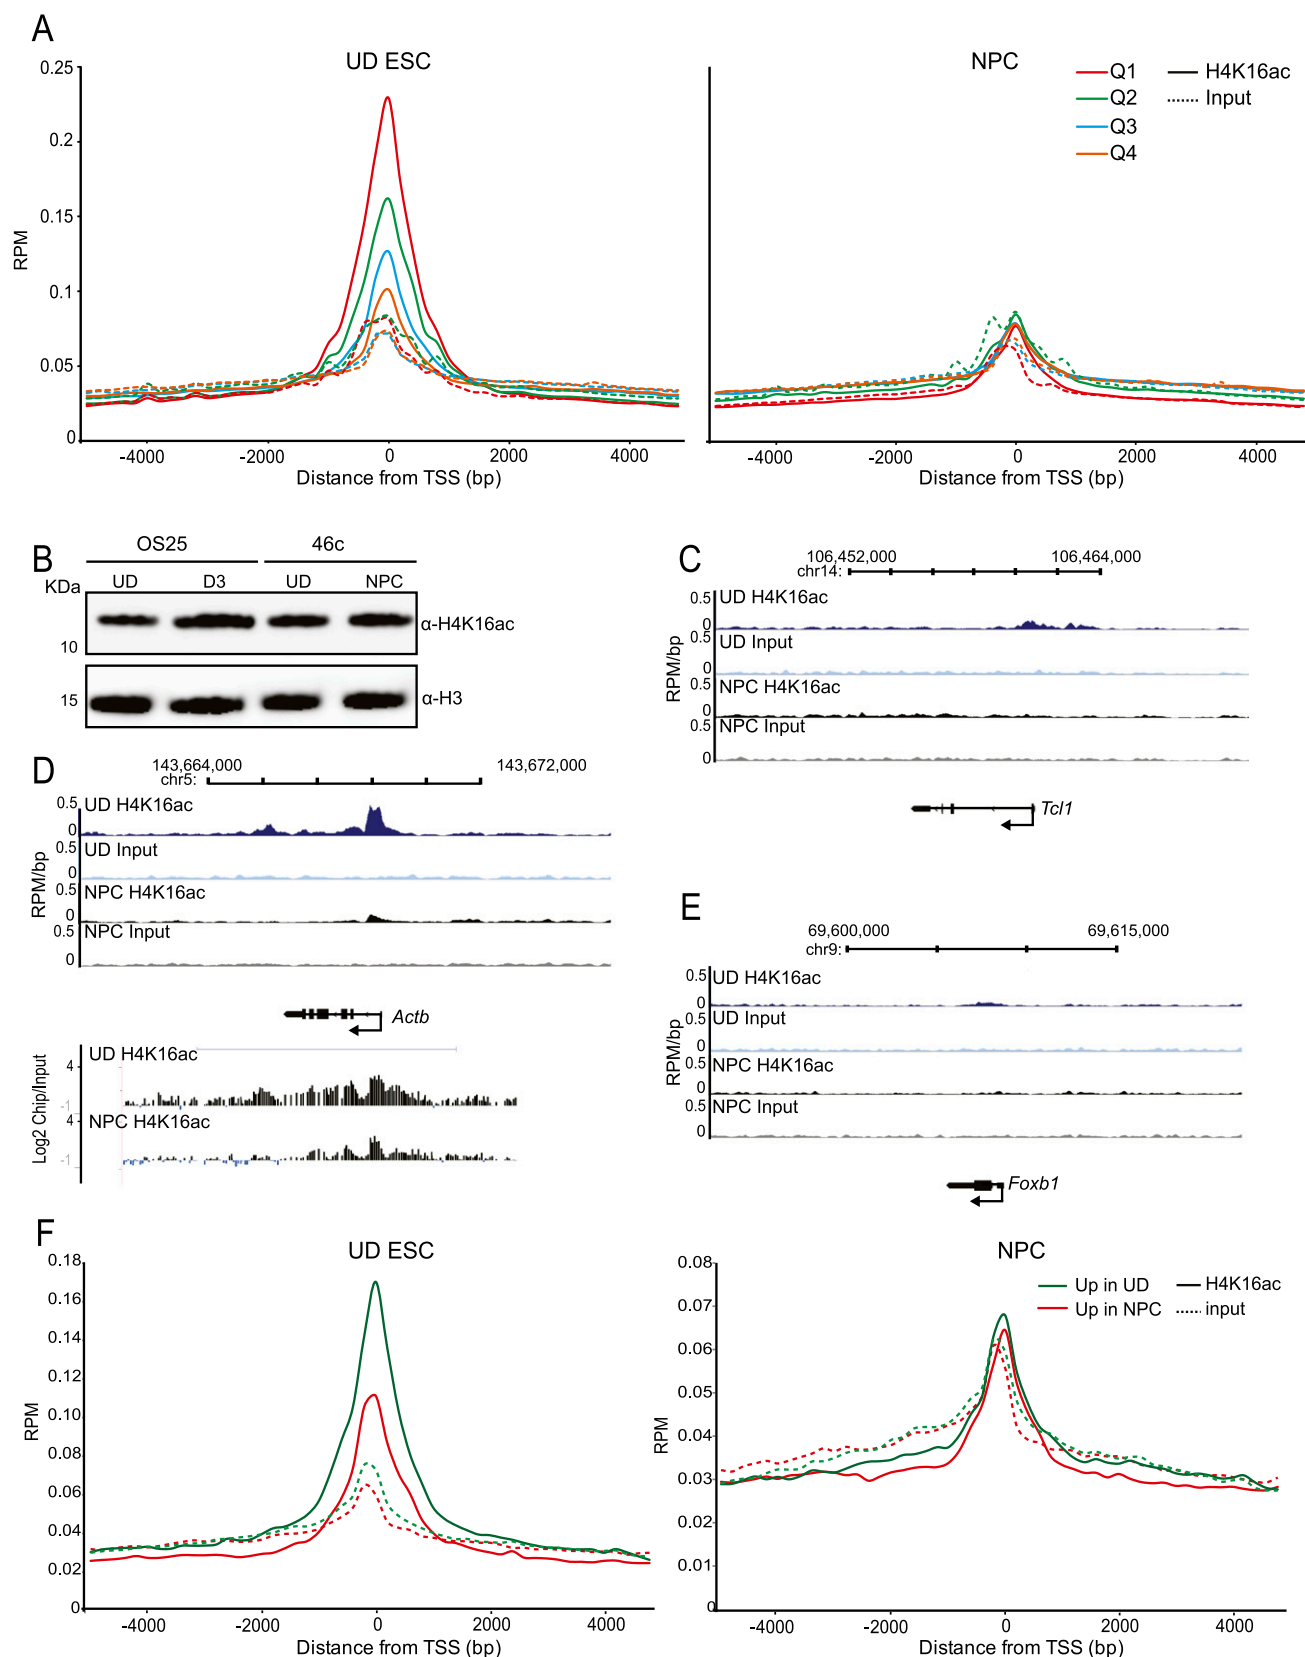 A
UD ESC
NPC
Q1
Q2
Q3
Q4
H4K16ac
Input
0.25
0.2
0.15
0.1
0.05
0
RPM
-4000
-2000
0
2000
4000
Distance from TSS (bp)
-4000
-2000
0
2000
4000
Distance from TSS (bp)
B
OS25
46c
KDa
UD
D3
UD
NPC
10
α-H4K16ac
15
α-H3
C
106,452,000
106,464,000
chr14:
RPM/bp
0.5
0
UD H4K16ac
0.5
0
UD Input
0.5
0
NPC H4K16ac
0.5
0
NPC Input
Tcl1
D
143,664,000
143,672,000
chr5:
RPM/bp
0.5
0
UD H4K16ac
0.5
0
UD Input
0.5
0
NPC H4K16ac
0.5
0
NPC Input
Actb
Log2 Chip/Input
UD H4K16ac
4
-1
NPC H4K16ac
4
-1
E
69,600,000
69,615,000
chr9:
RPM/bp
0.5
0
UD H4K16ac
0.5
0
UD Input
0.5
0
NPC H4K16ac
0.5
0
NPC Input
Foxb1
F
UD ESC
0.18
0.16
0.14
0.12
0.10
0.08
0.06
0.04
0.02
0
RPM
-4000
-2000
0
2000
4000
Distance from TSS (bp)
NPC
Up in UD
Up in NPC
H4K16ac
input
0.08
0.07
0.06
0.05
0.04
0.03
0.02
0.01
0
RPM
-4000
-2000
0
2000
4000
Distance from TSS (bp)